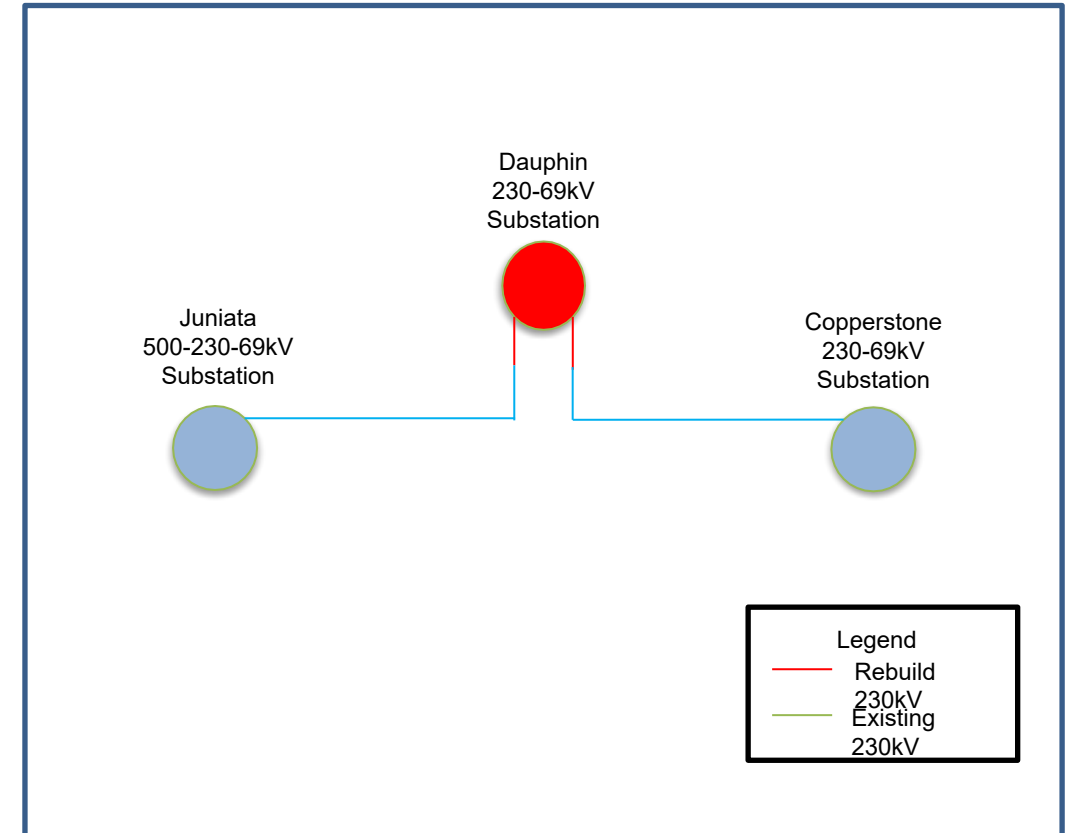 Dauphin
230-69kV
Substation
Juniata
500-230-69kV
Substation
Copperstone
230-69kV
Substation
Legend
Rebuild
230kV
Existing
230kV